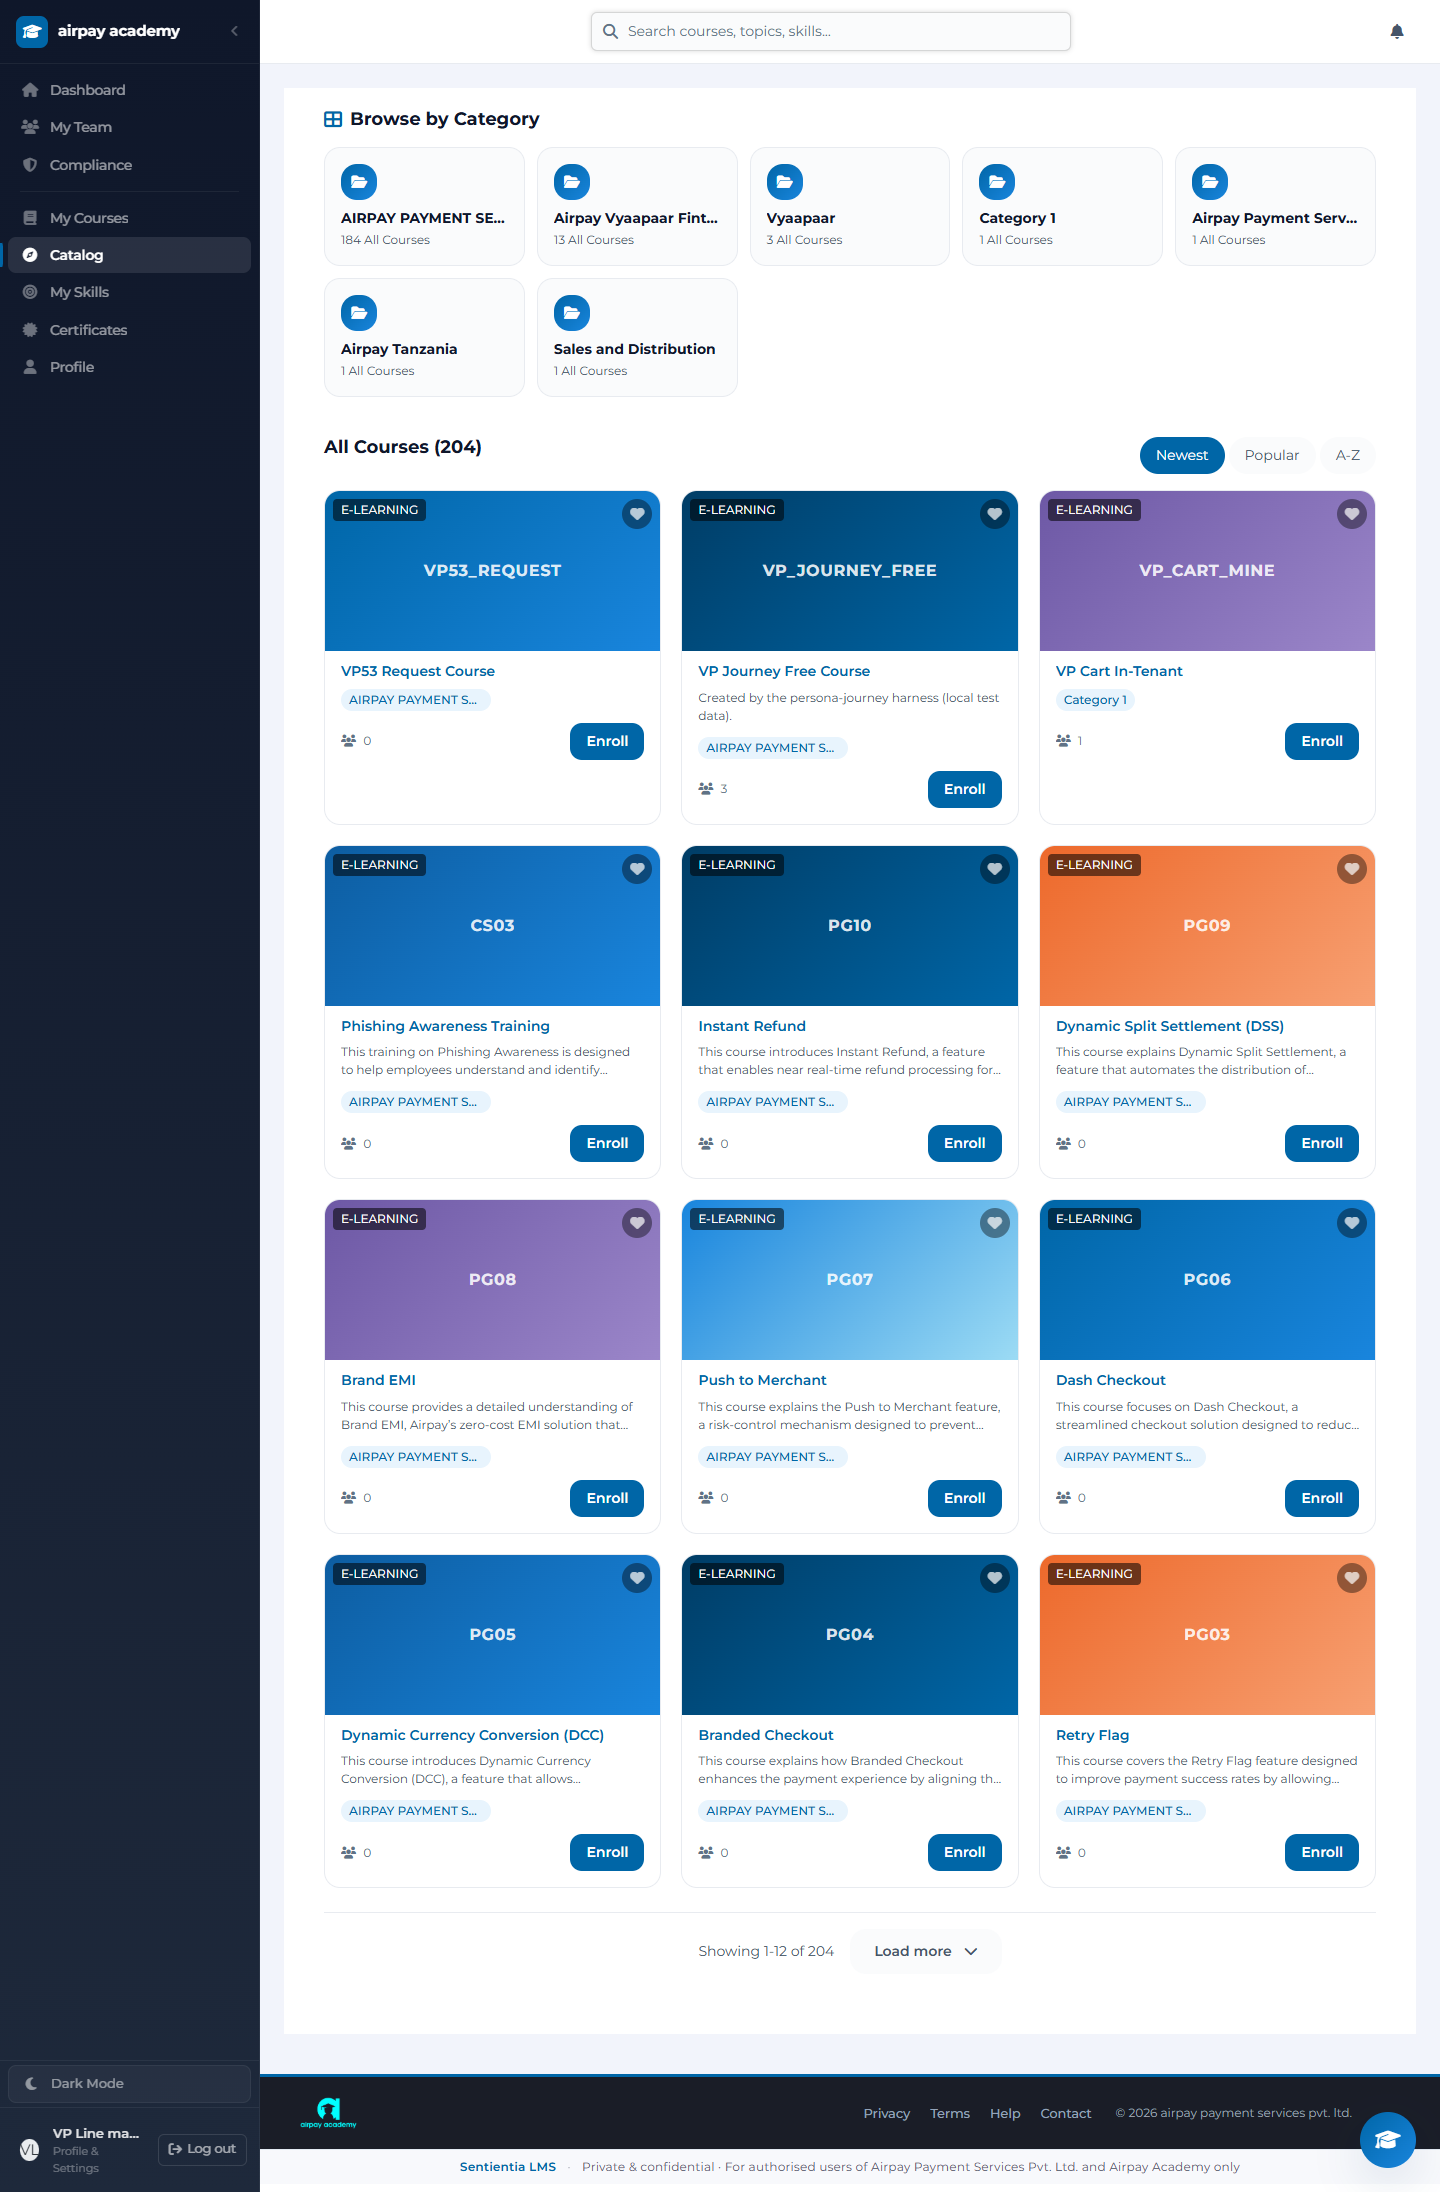 airpay academy
Search courses, topics, skills...
Dashboard
My Team
Compliance
My Courses
Catalog
My Skills
Certificates
Profile
Browse by Category
AIRPAY PAYMENT SE...
184 All Courses
Airpay Vyaapaar Fint...
13 All Courses
Vyaapaar
3 All Courses
Category 1
1 All Courses
Airpay Payment Serv...
1 All Courses
Airpay Tanzania
1 All Courses
Sales and Distribution
1 All Courses
All Courses (204)
Newest
Popular
A-Z
E-LEARNING
VP53_REQUEST
VP53 Request Course
AIRPAY PAYMENT S...
0
Enroll
E-LEARNING
VP_JOURNEY_FREE
VP Journey Free Course
Created by the persona-journey harness (local test
data).
AIRPAY PAYMENT S...
3
Enroll
E-LEARNING
VP_CART_MINE
VP Cart In-Tenant
Category 1
1
Enroll
E-LEARNING
CS03
Phishing Awareness Training
This training on Phishing Awareness is designed
to help employees understand and identify...
AIRPAY PAYMENT S...
0
Enroll
E-LEARNING
PG10
Instant Refund
This course introduces Instant Refund, a feature
that enables near real-time refund processing for...
AIRPAY PAYMENT S...
0
Enroll
E-LEARNING
PG09
Dynamic Split Settlement (DSS)
This course explains Dynamic Split Settlement, a
feature that automates the distribution of...
AIRPAY PAYMENT S...
0
Enroll
E-LEARNING
PG08
Brand EMI
This course provides a detailed understanding of
Brand EMI, Airpay's zero-cost EMI solution that...
AIRPAY PAYMENT S...
0
Enroll
E-LEARNING
PG07
Push to Merchant
This course explains the Push to Merchant feature,
a risk-control mechanism designed to prevent...
AIRPAY PAYMENT S...
0
Enroll
E-LEARNING
PG06
Dash Checkout
This course focuses on Dash Checkout, a
streamlined checkout solution designed to reduc...
AIRPAY PAYMENT S...
0
Enroll
E-LEARNING
PG05
Dynamic Currency Conversion (DCC)
This course introduces Dynamic Currency
Conversion (DCC), a feature that allows...
AIRPAY PAYMENT S...
0
Enroll
E-LEARNING
PG04
Branded Checkout
This course explains how Branded Checkout
enhances the payment experience by aligning th...
AIRPAY PAYMENT S...
0
Enroll
E-LEARNING
PG03
Retry Flag
This course covers the Retry Flag feature designed
to improve payment success rates by allowing...
AIRPAY PAYMENT S...
0
Enroll
Showing 1-12 of 204
Load more
Dark Mode
VL
VP Line ma...
Profile &
Settings
Log out
airpay academy
Privacy
Terms
Help
Contact
© 2026 airpay payment services pvt. ltd.
Sentientia LMS · Private & confidential · For authorised users of Airpay Payment Services Pvt. Ltd. and Airpay Academy only